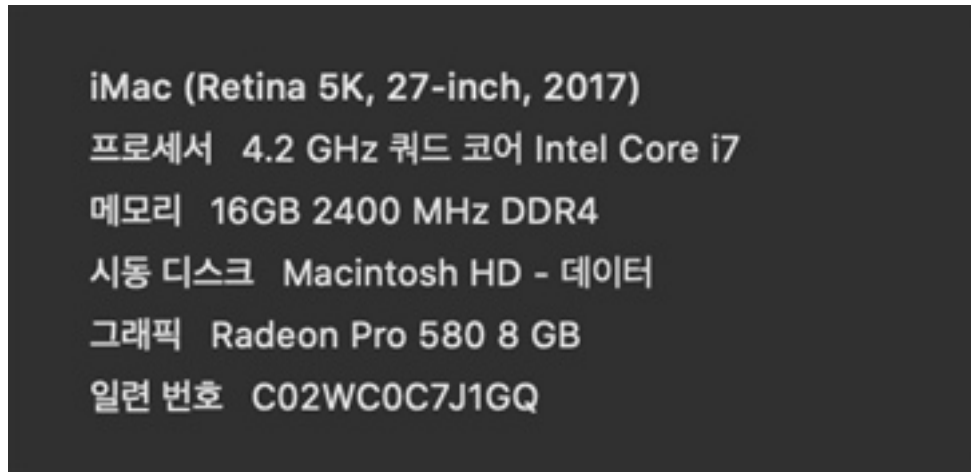 iMac (Retina 5K, 27-inch, 2017)
프로세서 4.2 GHz 쿼드 코어 Intel Core i7
메모리 16GB 2400 MHz DDR4
시동 디스크 Macintosh HD - 데이터
그래픽 Radeon Pro 580 8 GB
일련 번호 C02WC0C7J1GQ